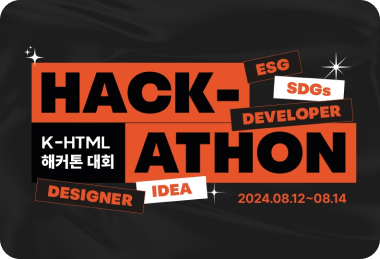 HACK-
ESG
SDGs
DEVELOPER
K-HTML
해커톤 대회
ATHON
DESIGNER
IDEA
2024.08.12~08.14